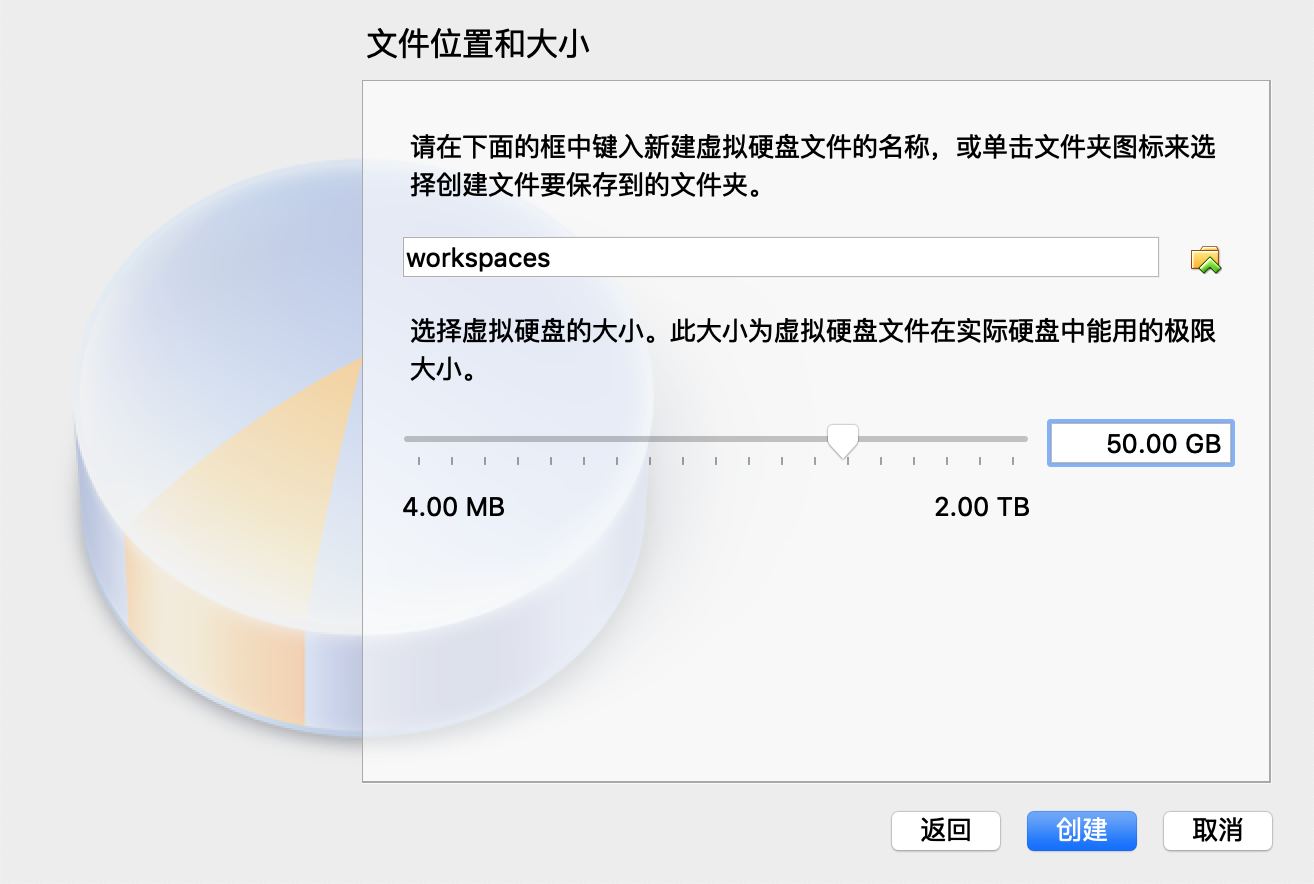 文件位置和大小
请在下面的框中键入新建虚拟硬盘文件的名称，或单击文件夹图标来选
择创建文件要保存到的文件夹。
workspaces
选择虚拟硬盘的大小。此大小为虚拟硬盘文件在实际硬盘中能用的极限
大小。
50.00 GB
4.00 MB 2.00 TB
返回 创建 取消